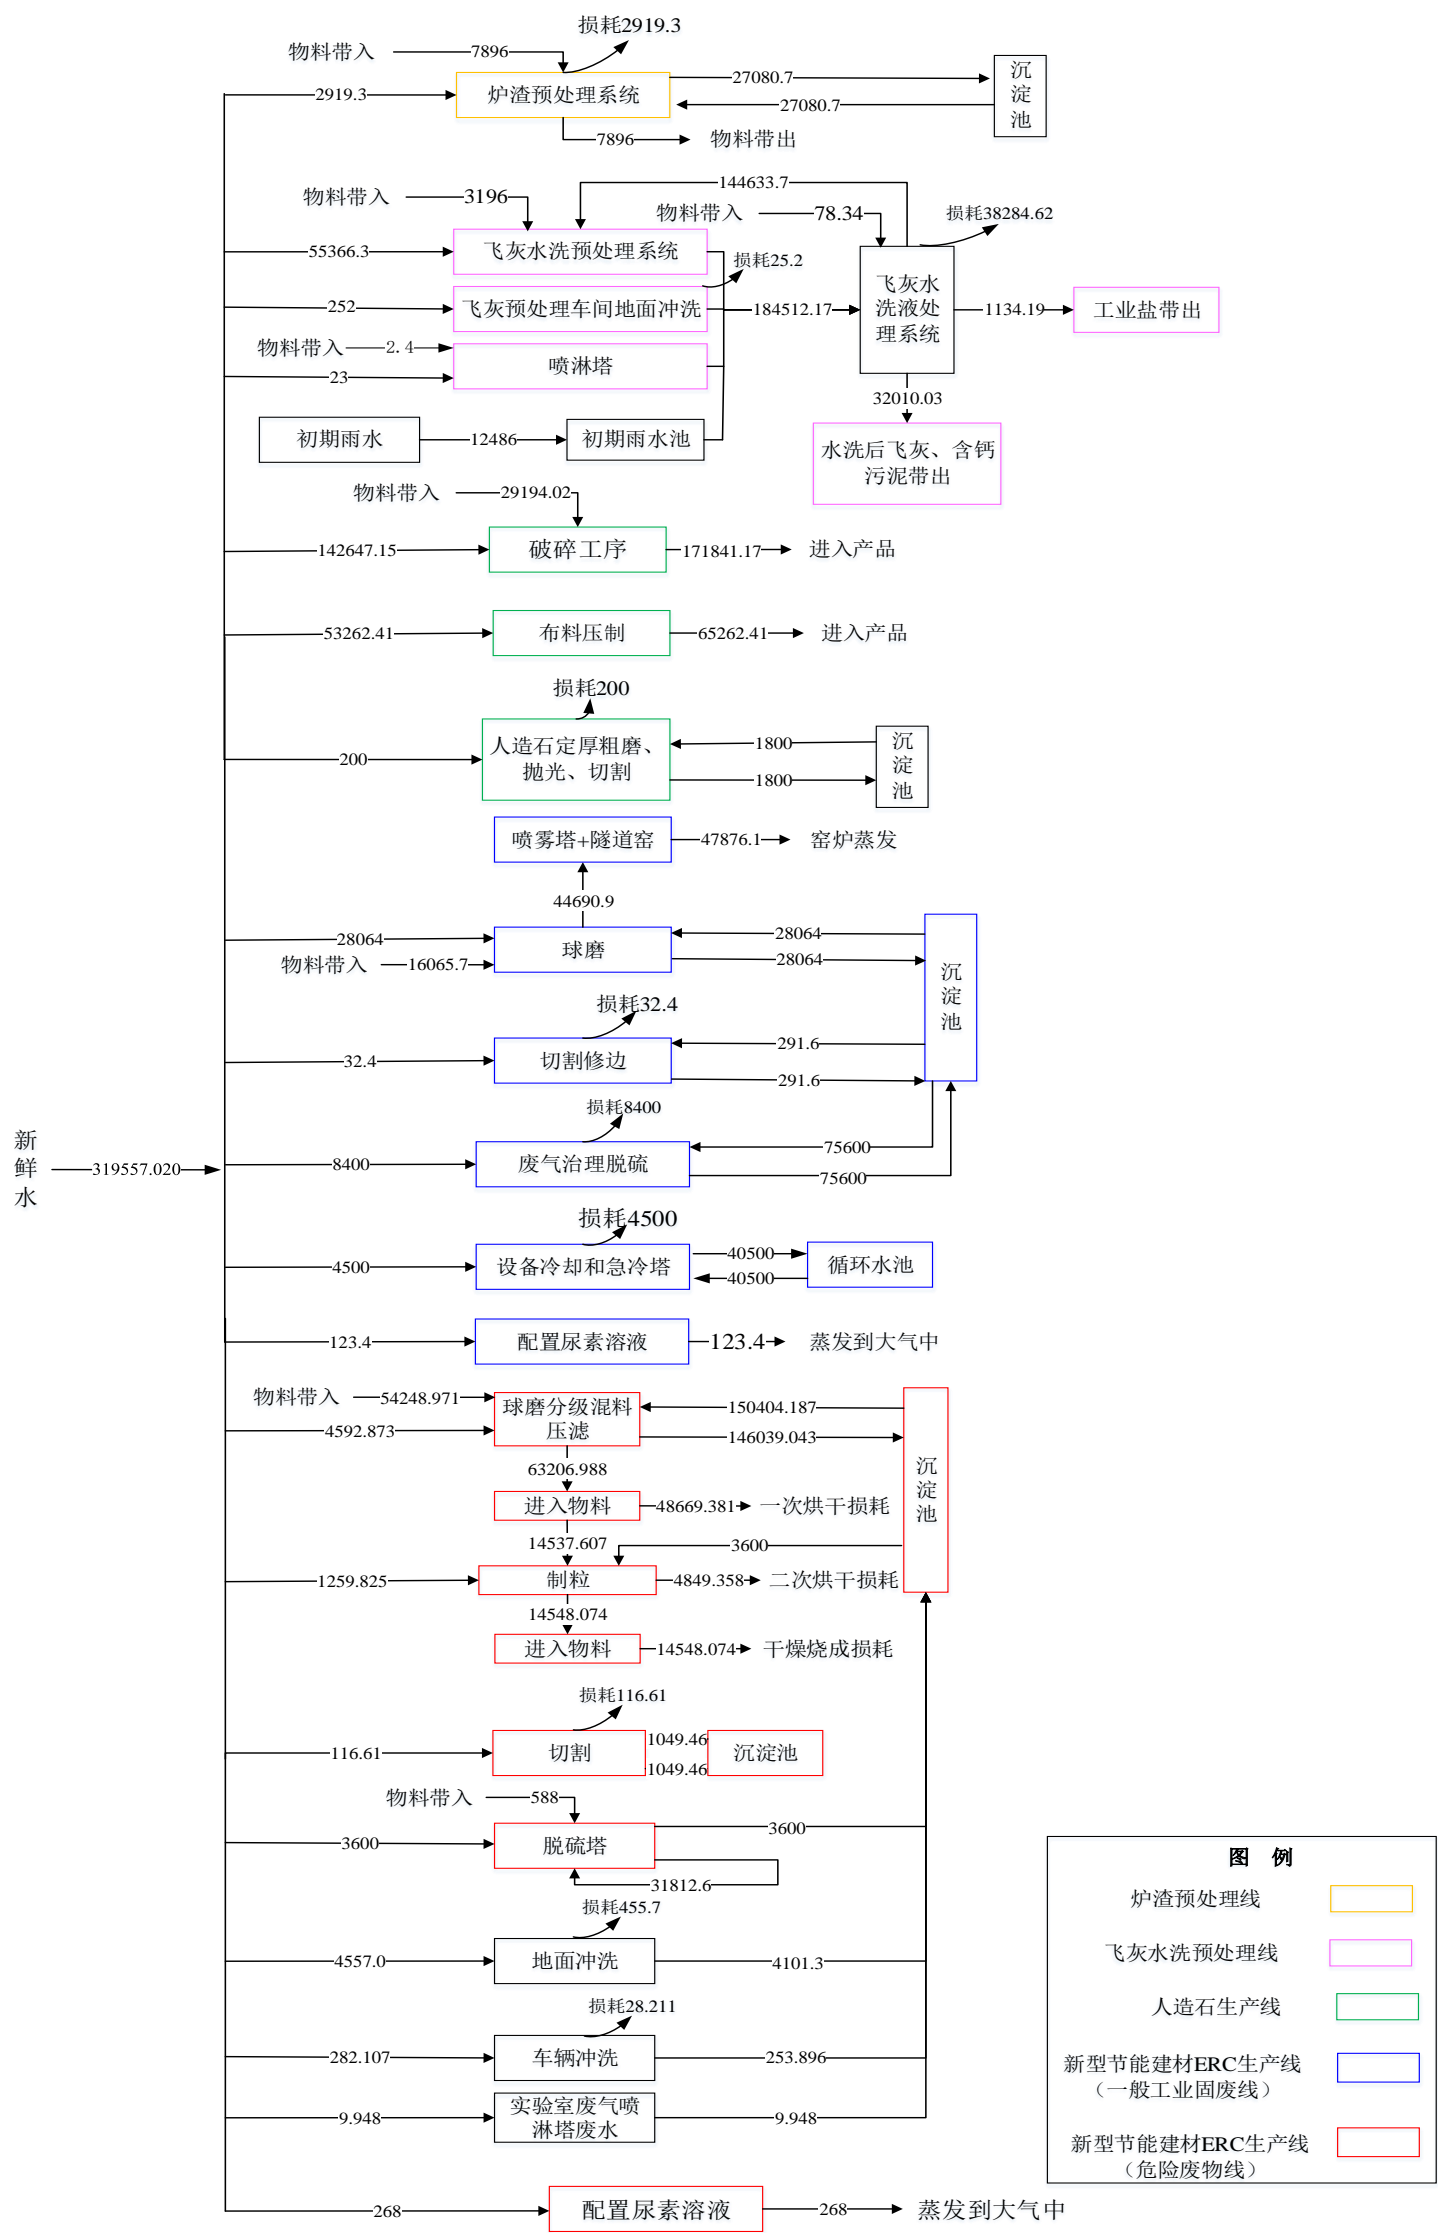 损耗2919.3
物料带入
7896
2919.3
炉渣预处理系统
27080.7
27080.7
沉
淀
池
7896
物料带出
144633.7
物料带入
3196
物料带入
78.34
损耗38284.62
55366.3
飞灰水洗预处理系统
损耗25.2
252
飞灰预处理车间地面冲洗
184512.17
飞灰水
洗液处
理系统
1134.19
工业盐带出
物料带入
2.4
23
喷淋塔
32010.03
初期雨水
12486
初期雨水池
水洗后飞灰、含钙
污泥带出
物料带入
29194.02
142647.15
破碎工序
171841.17
进入产品
53262.41
布料压制
65262.41
进入产品
损耗200
200
人造石定厚粗磨、
抛光、切割
1800
1800
沉
淀
池
喷雾塔+隧道窑
47876.1
窑炉蒸发
44690.9
28064
物料带入
16065.7
球磨
28064
28064
沉
淀
池
损耗32.4
32.4
切割修边
291.6
291.6
损耗8400
8400
废气治理脱硫
75600
75600
新
鲜
水
319557.020
损耗4500
4500
设备冷却和急冷塔
40500
40500
循环水池
123.4
配置尿素溶液
123.4
蒸发到大气中
物料带入
54248.971
4592.873
球磨分级混料
压滤
150404.187
146039.043
沉
淀
池
63206.988
进入物料
48669.381
一次烘干损耗
14537.607
3600
1259.825
制粒
4849.358
二次烘干损耗
14548.074
进入物料
14548.074
干燥烧成损耗
损耗116.61
116.61
切割
1049.46
1049.46
沉淀池
物料带入
588
3600
脱硫塔
3600
31812.6
损耗455.7
4557.0
地面冲洗
4101.3
损耗28.211
282.107
车辆冲洗
253.896
9.948
实验室废气喷
淋塔废水
9.948
268
配置尿素溶液
268
蒸发到大气中
图 例
炉渣预处理线
飞灰水洗预处理线
人造石生产线
新型节能建材ERC生产线
（一般工业固废线）
新型节能建材ERC生产线
（危险废物线）